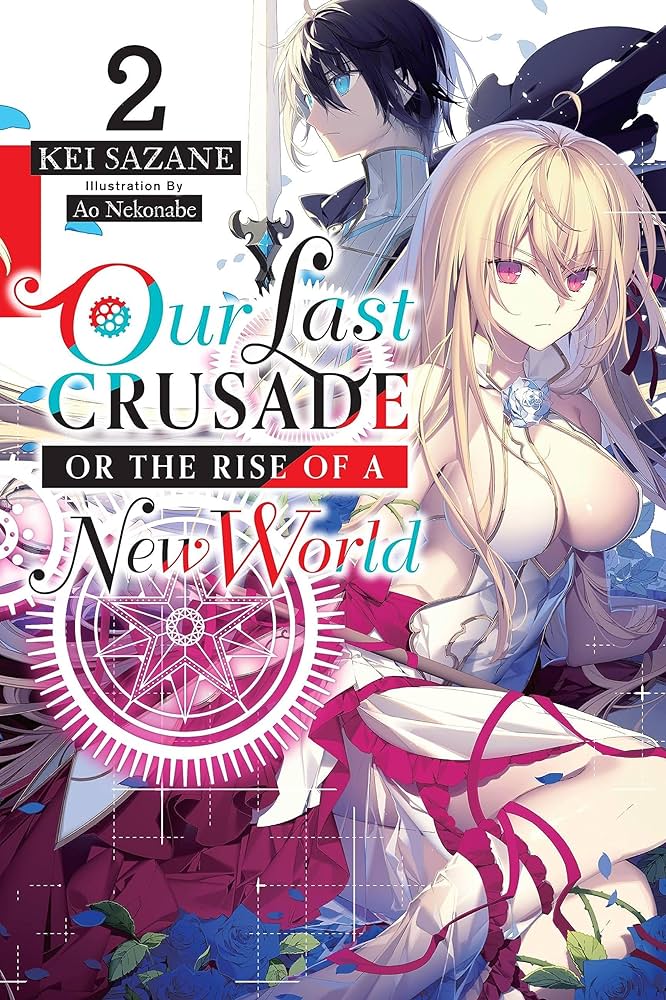 2
KEI SAZANE
Illustration By
Ao Nekonabe
Our Last
CRUSADE
OR THE RISE OF A
New World